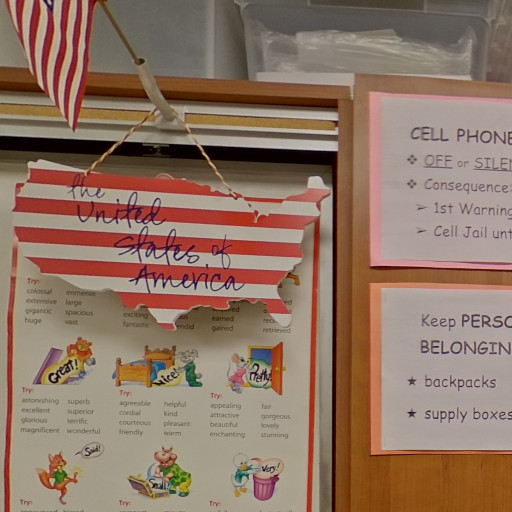 the
United
States of
America
CELL PHONE
❖ OFF or SILEN
❖ Consequence:
➢ 1st Warning
➢ Cell Jail unt
Keep PERSO
BELONGIN
★ backpacks
★ supply boxes
Try:
colossal immense
extensive large
gigantic spacious
huge vast
exciting
fantastic
earned
gained
retrieved
Great!
Nice!
Pretty!
Try:
astonishing superb
excellent superior
glorious terrific
magnificent wonderful
Try:
agreeable helpful
cordial kind
courteous pleasant
friendly warm
Try:
appealing fair
attractive gorgeous
beautiful lovely
enchanting stunning
Said!
Small!
Very!
Try:
Try:
Try: